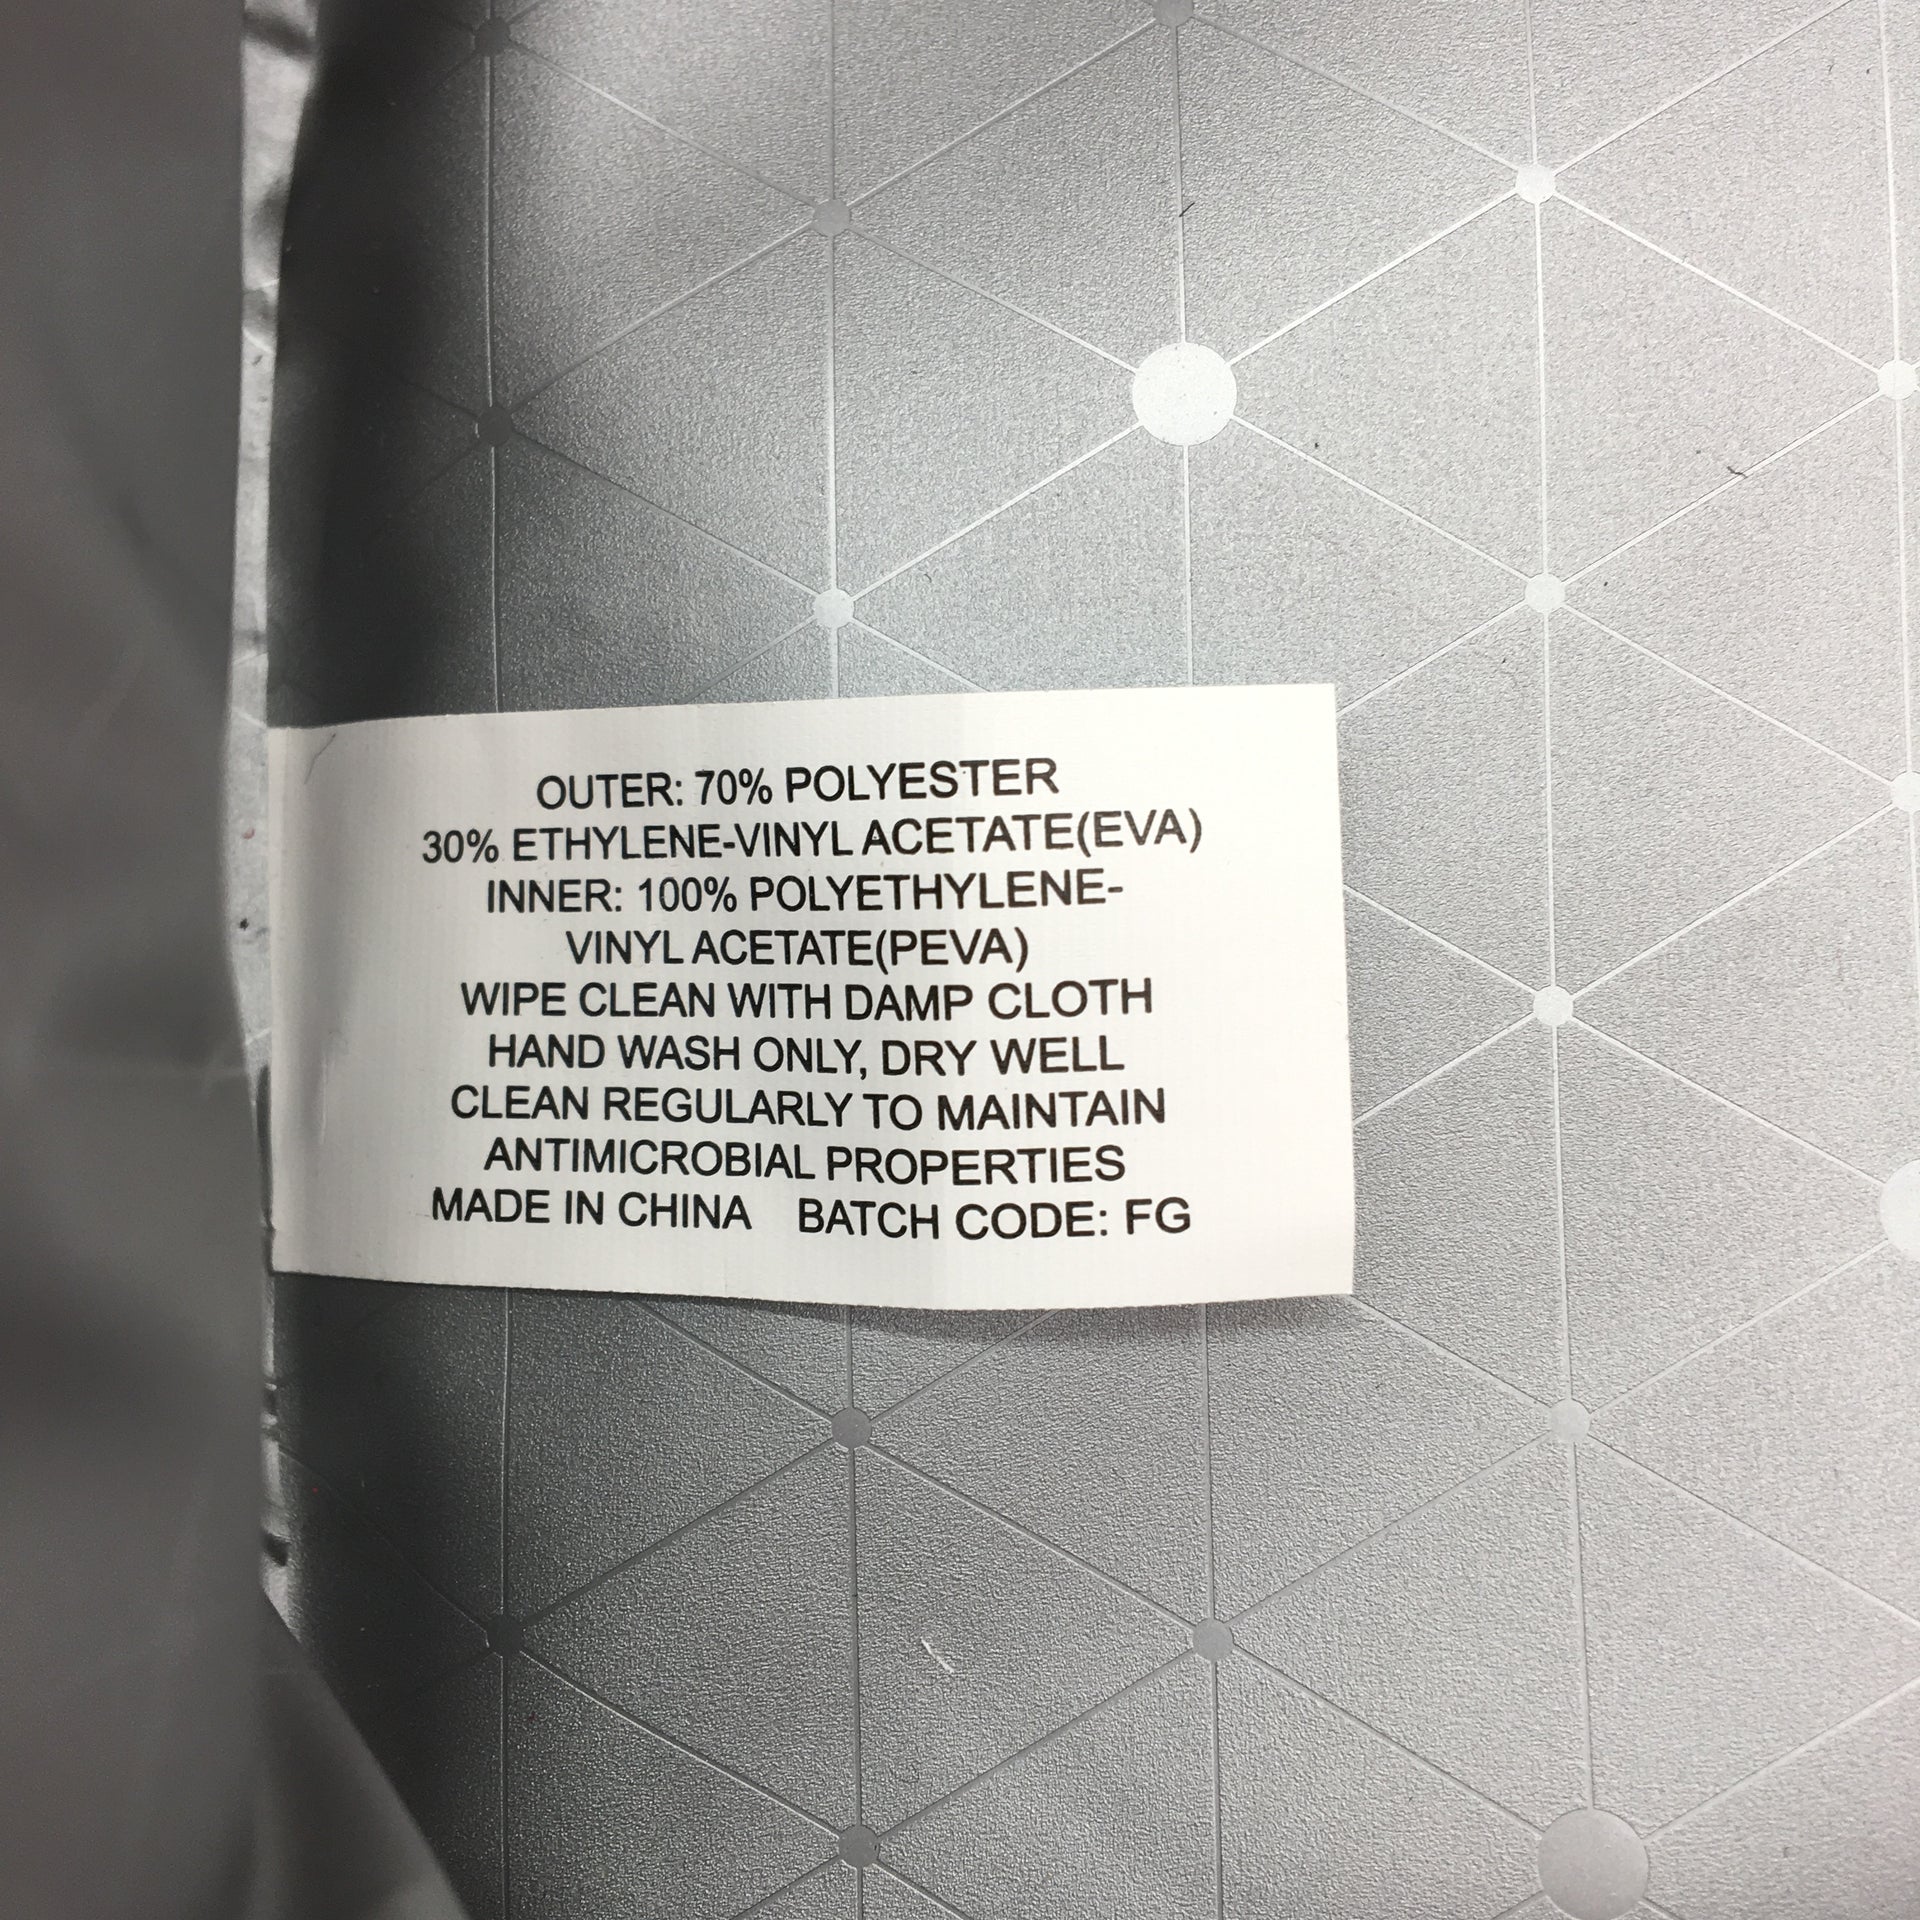 OUTER: 70% POLYESTER
30% ETHYLENE-VINYL ACETATE(EVA)
INNER: 100% POLYETHYLENE-
VINYL ACETATE(PEVA)
WIPE CLEAN WITH DAMP CLOTH
HAND WASH ONLY, DRY WELL
CLEAN REGULARLY TO MAINTAIN
ANTIMICROBIAL PROPERTIES
MADE IN CHINA BATCH CODE: FG